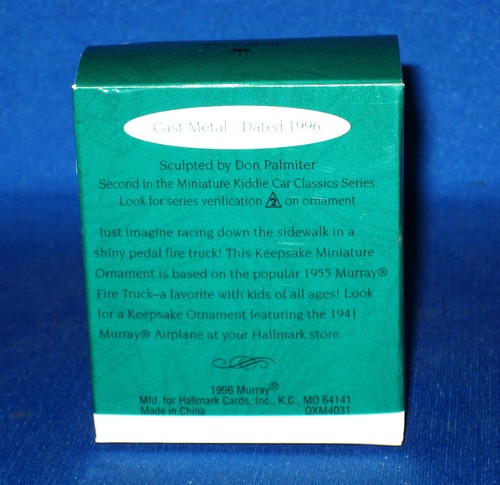 Cast Metal - Dated 1996
Sculpted by Don Palmiter
Second in the Miniature Kiddie Car Classics Series.
Look for series verification 2 on ornament
Just imagine racing down the sidewalk in a
shiny pedal fire truck! This Keepsake Miniature
Ornament is based on the popular 1955 Murray®
Fire Truck—a favorite with kids of all ages! Look
for a Keepsake Ornament featuring the 1941
Murray® Airplane at your Hallmark store.
1996 Murray®
Mfd. for Hallmark Cards, Inc., K.C., MO 64141
Made in China QXM4031